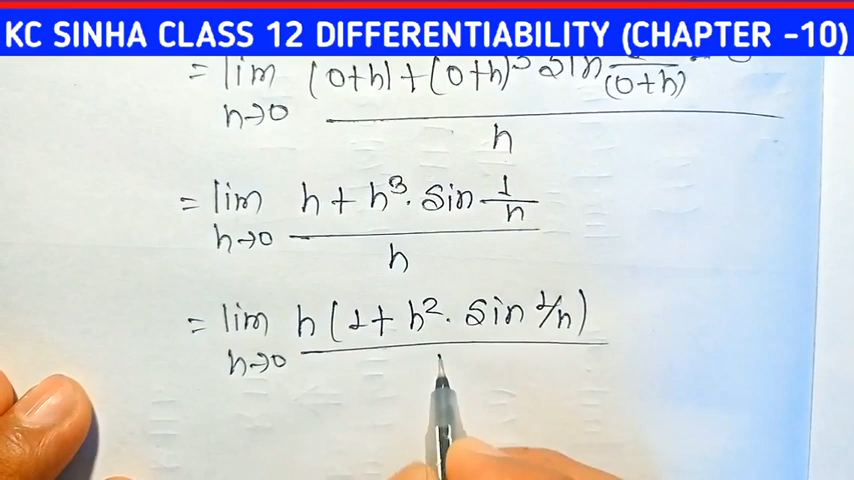 KC SINHA CLASS 12 DIFFERENTIABILITY (CHAPTER -10)
= lim (0+h)+(0+h)³ sin
h→0 (0+h)
h
= lim h + h³. sin 1/h
h→0 h
= lim h (1+ h². sin 1/h)
h→0